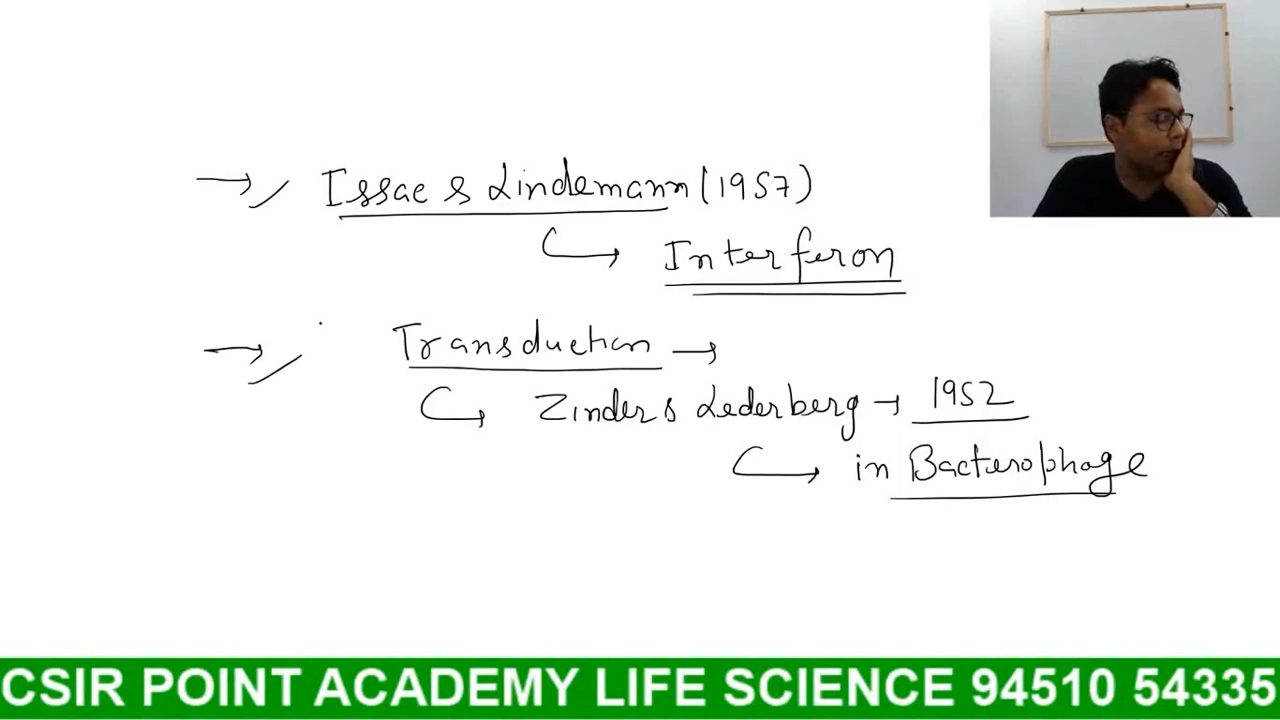 → Issac & Lindemann (1957)
↪ Interferon
→ Transduction →
↪ Zinder & Lederberg → 1952
↪ in Bacteriophage
CSIR POINT ACADEMY LIFE SCIENCE 94510 54335